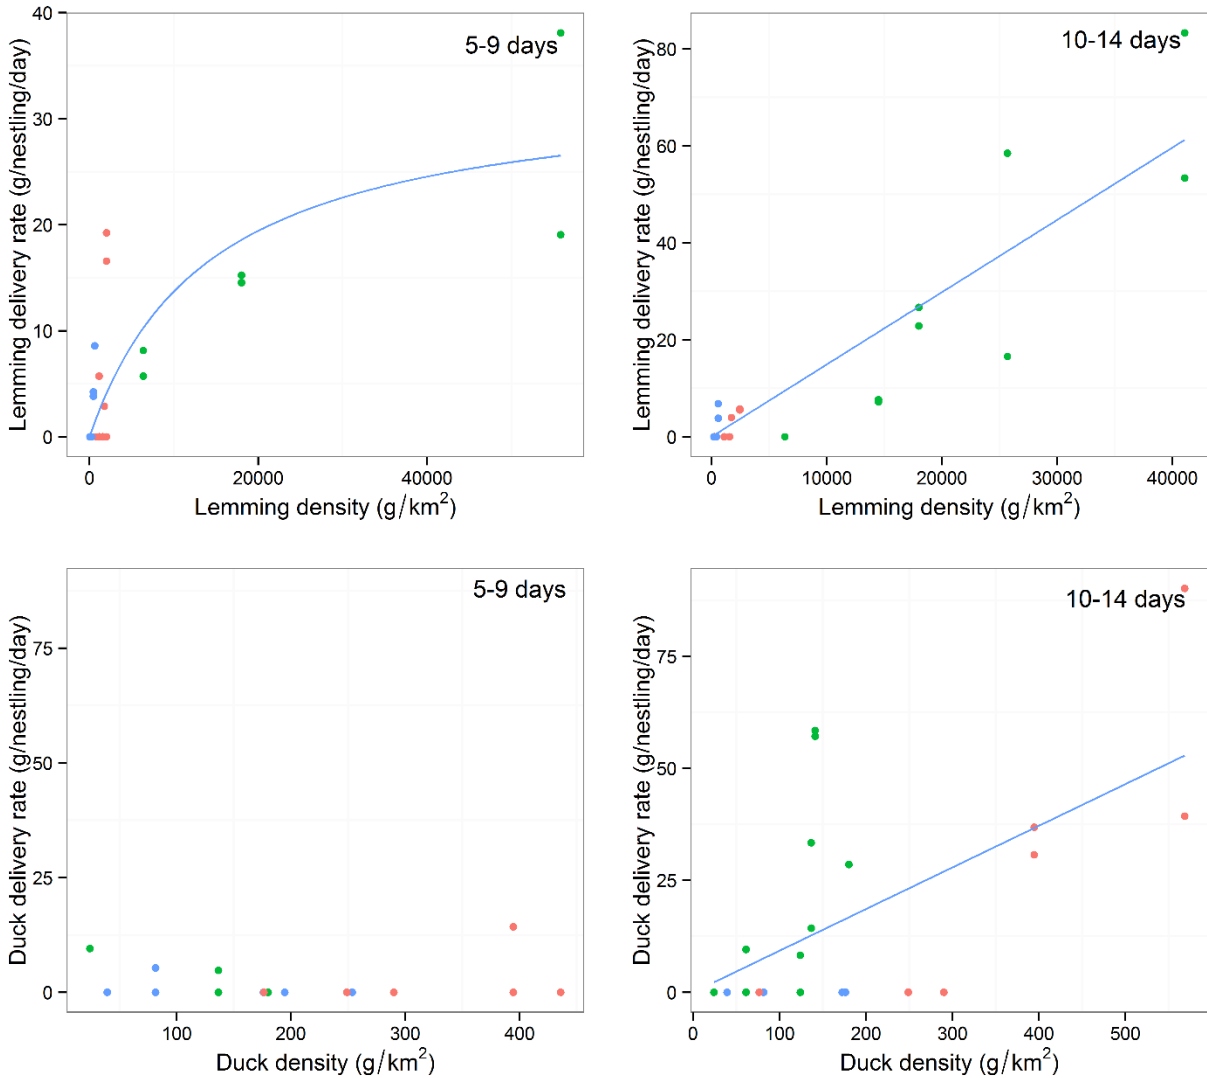 5-9 days
Lemming delivery rate (g/nestling/day)
40
30
20
10
0
0 20000 40000
Lemming density (g/km²)
10-14 days
Lemming delivery rate (g/nestling/day)
80
60
40
20
0
0 10000 20000 30000 40000
Lemming density (g/km²)
5-9 days
Duck delivery rate (g/nestling/day)
75
50
25
0
100 200 300 400
Duck density (g/km²)
10-14 days
Duck delivery rate (g/nestling/day)
75
50
25
0
0 100 200 300 400 500
Duck density (g/km²)